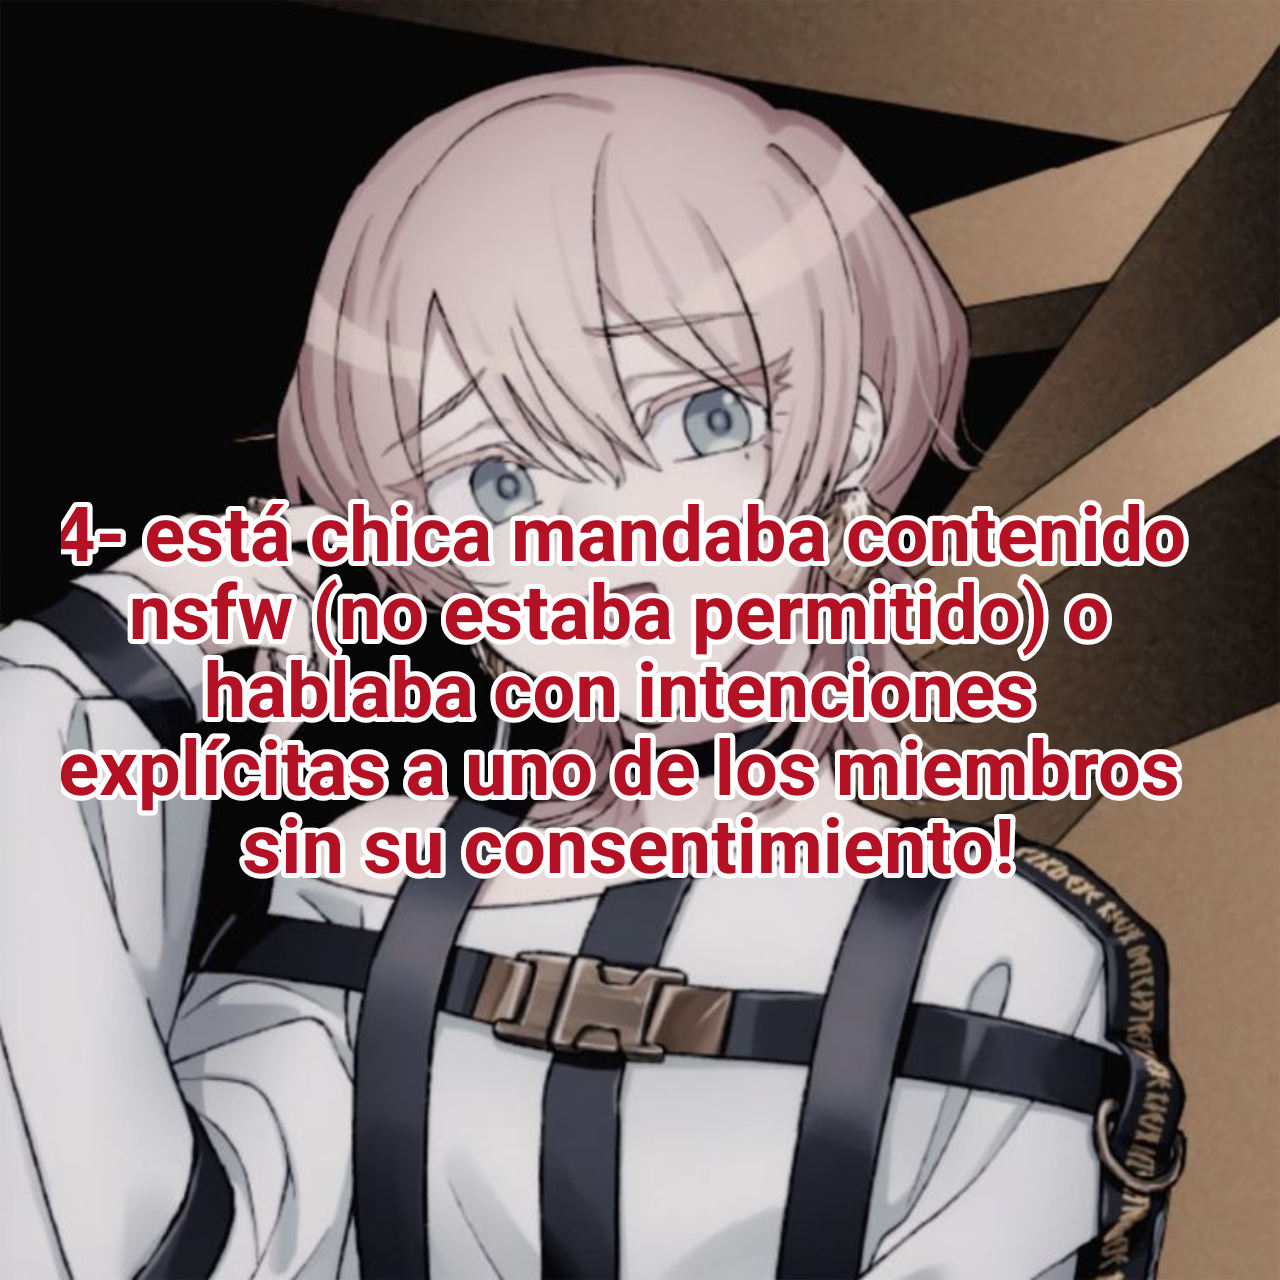 4- está chica mandaba contenido
nsfw (no estaba permitido) o
hablaba con intenciones
explícitas a uno de los miembros
sin su consentimiento!